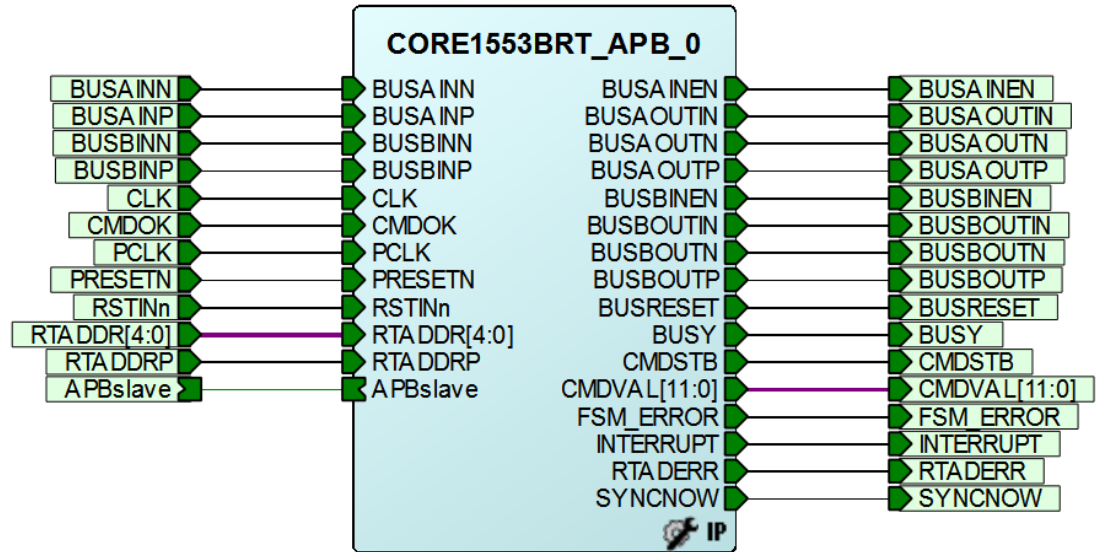 CORE1553BRT_APB_0
BUSAINN BUSAINN BUSAINEN BUSAINEN
BUSAINP BUSAINP BUSAOUTIN BUSAOUTIN
BUSBINN BUSBINN BUSAOUTN BUSAOUTN
BUSBINP BUSBINP BUSAOUTP BUSAOUTP
CLK CLK BUSBINEN BUSBINEN
CMDOK CMDOK BUSBOUTIN BUSBOUTIN
PCLK PCLK BUSBOUTN BUSBOUTN
PRESETN PRESETN BUSBOUTP BUSBOUTP
RSTINn RSTINn BUSRESET BUSRESET
RTADDR[4:0] RTADDR[4:0] BUSY BUSY
RTADDRP RTADDRP CMDSTB CMDSTB
APBslave APBslave CMDVAL[11:0] CMDVAL[11:0]
FSM_ERROR FSM_ERROR
INTERRUPT INTERRUPT
RTADERR RTADERR
SYNCNOW SYNCNOW
IP